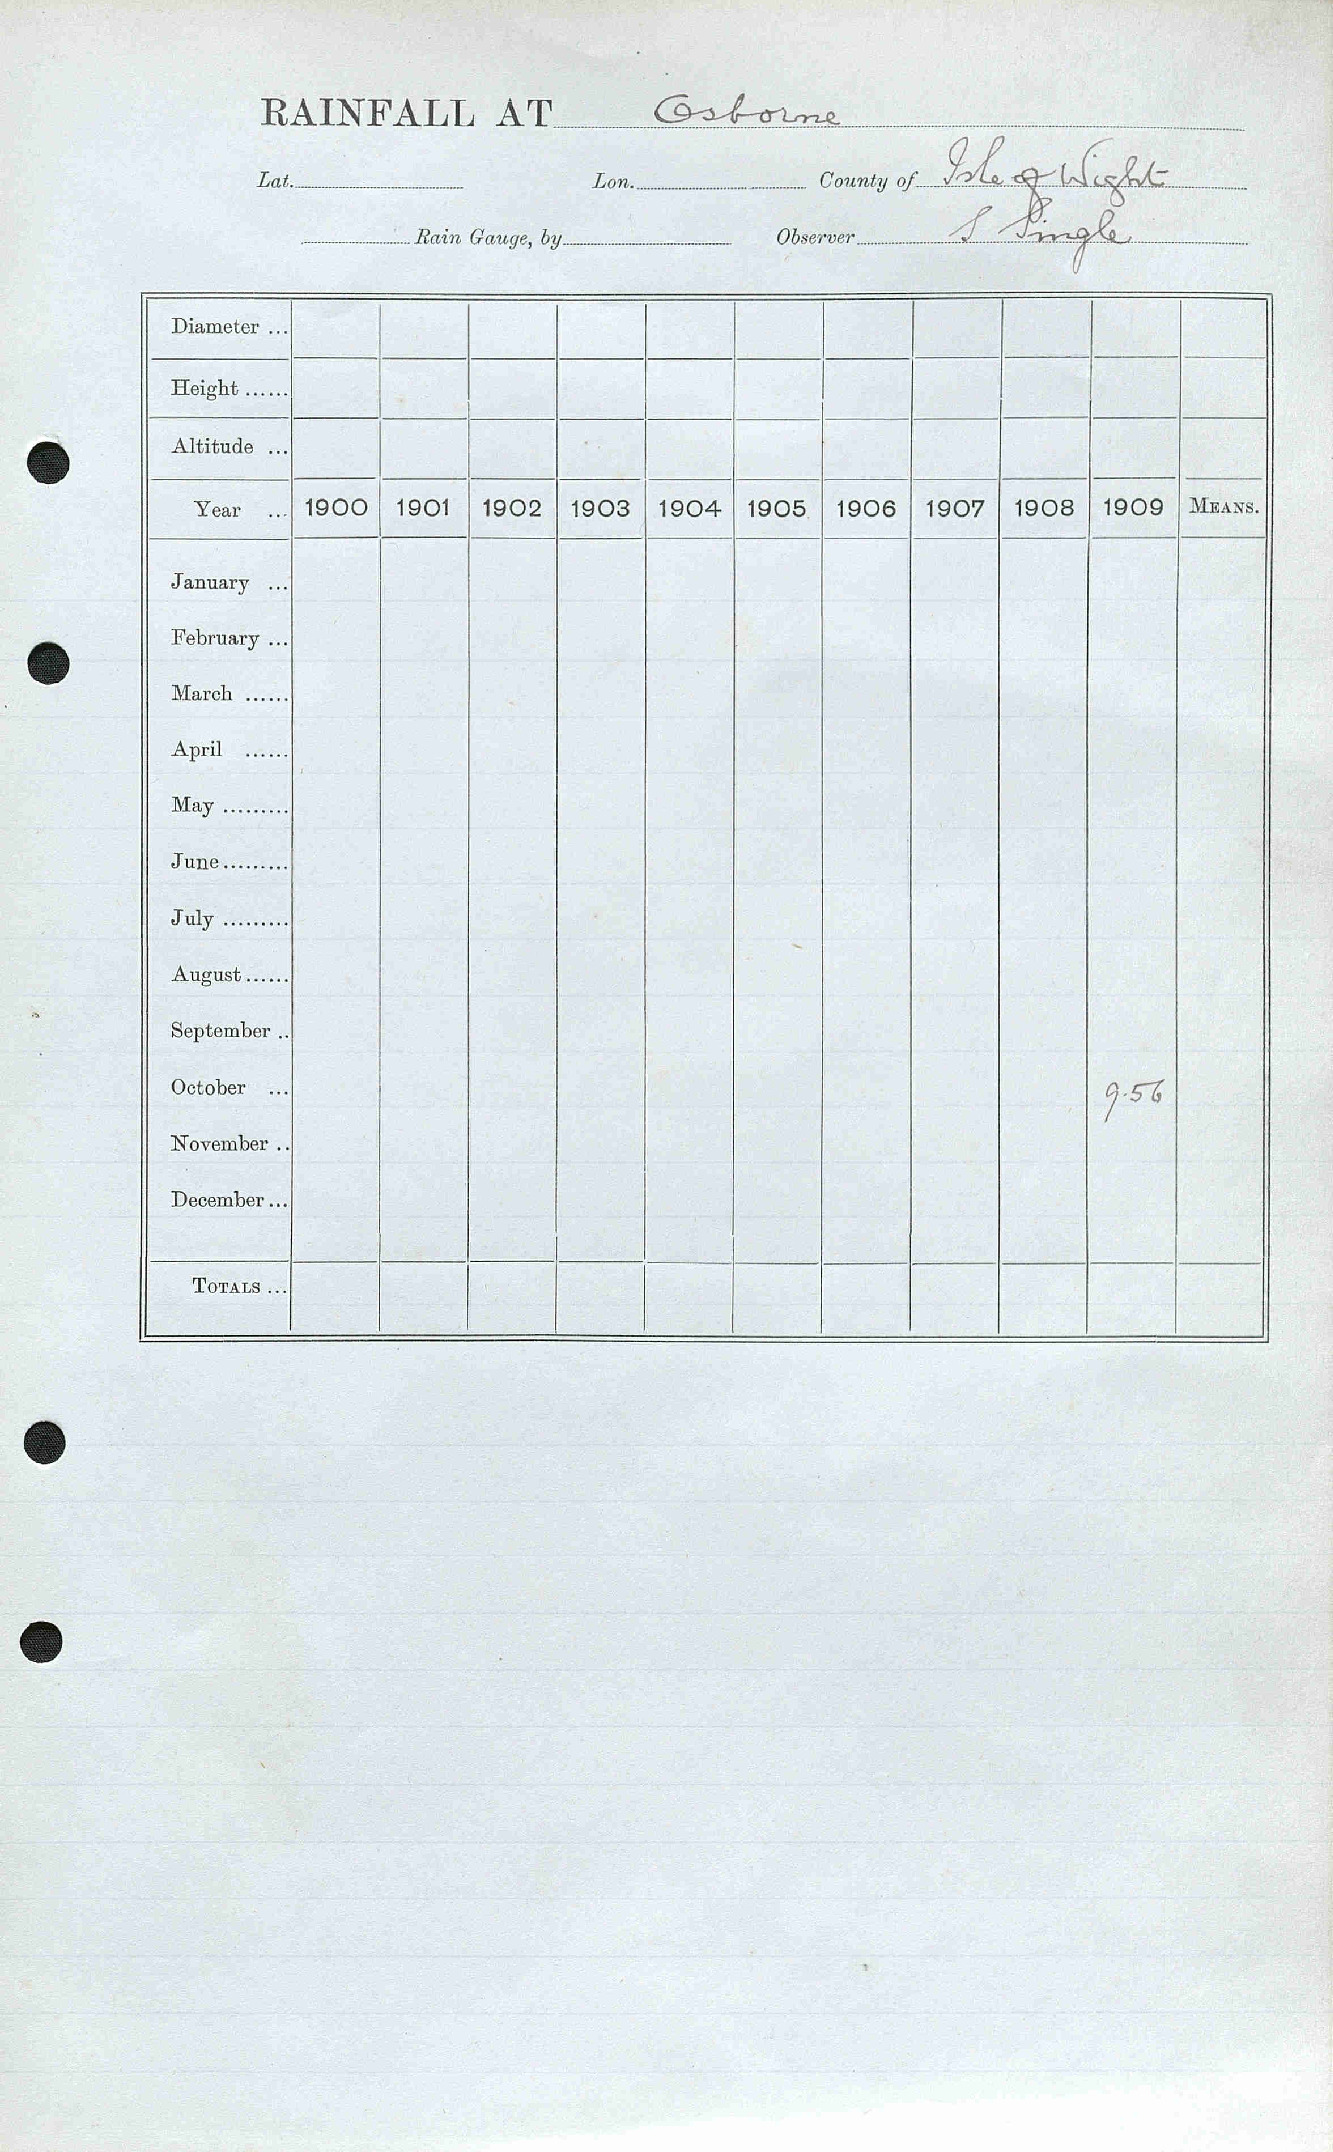 RAINFALL AT Osborne
Lat. Lon. County of Isle of Wight
Rain Gauge, by Observer S Pingle
Diameter ...
Height ......
Altitude ...
Year ... 1900 1901 1902 1903 1904 1905 1906 1907 1908 1909 MEANS.
January ...
February ...
March ......
April ......
May .........
June .........
July .........
August ......
September ..
October ... 9.56
November ..
December ...
TOTALS ...